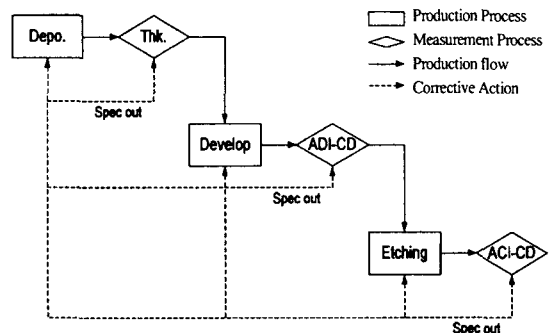 Production Process
Depo.
Thk.
Measurement Process
Production flow
Corrective Action
Spec out
Develop
ADI-CD
Spec out
Etching
ACI-CD
Spec out